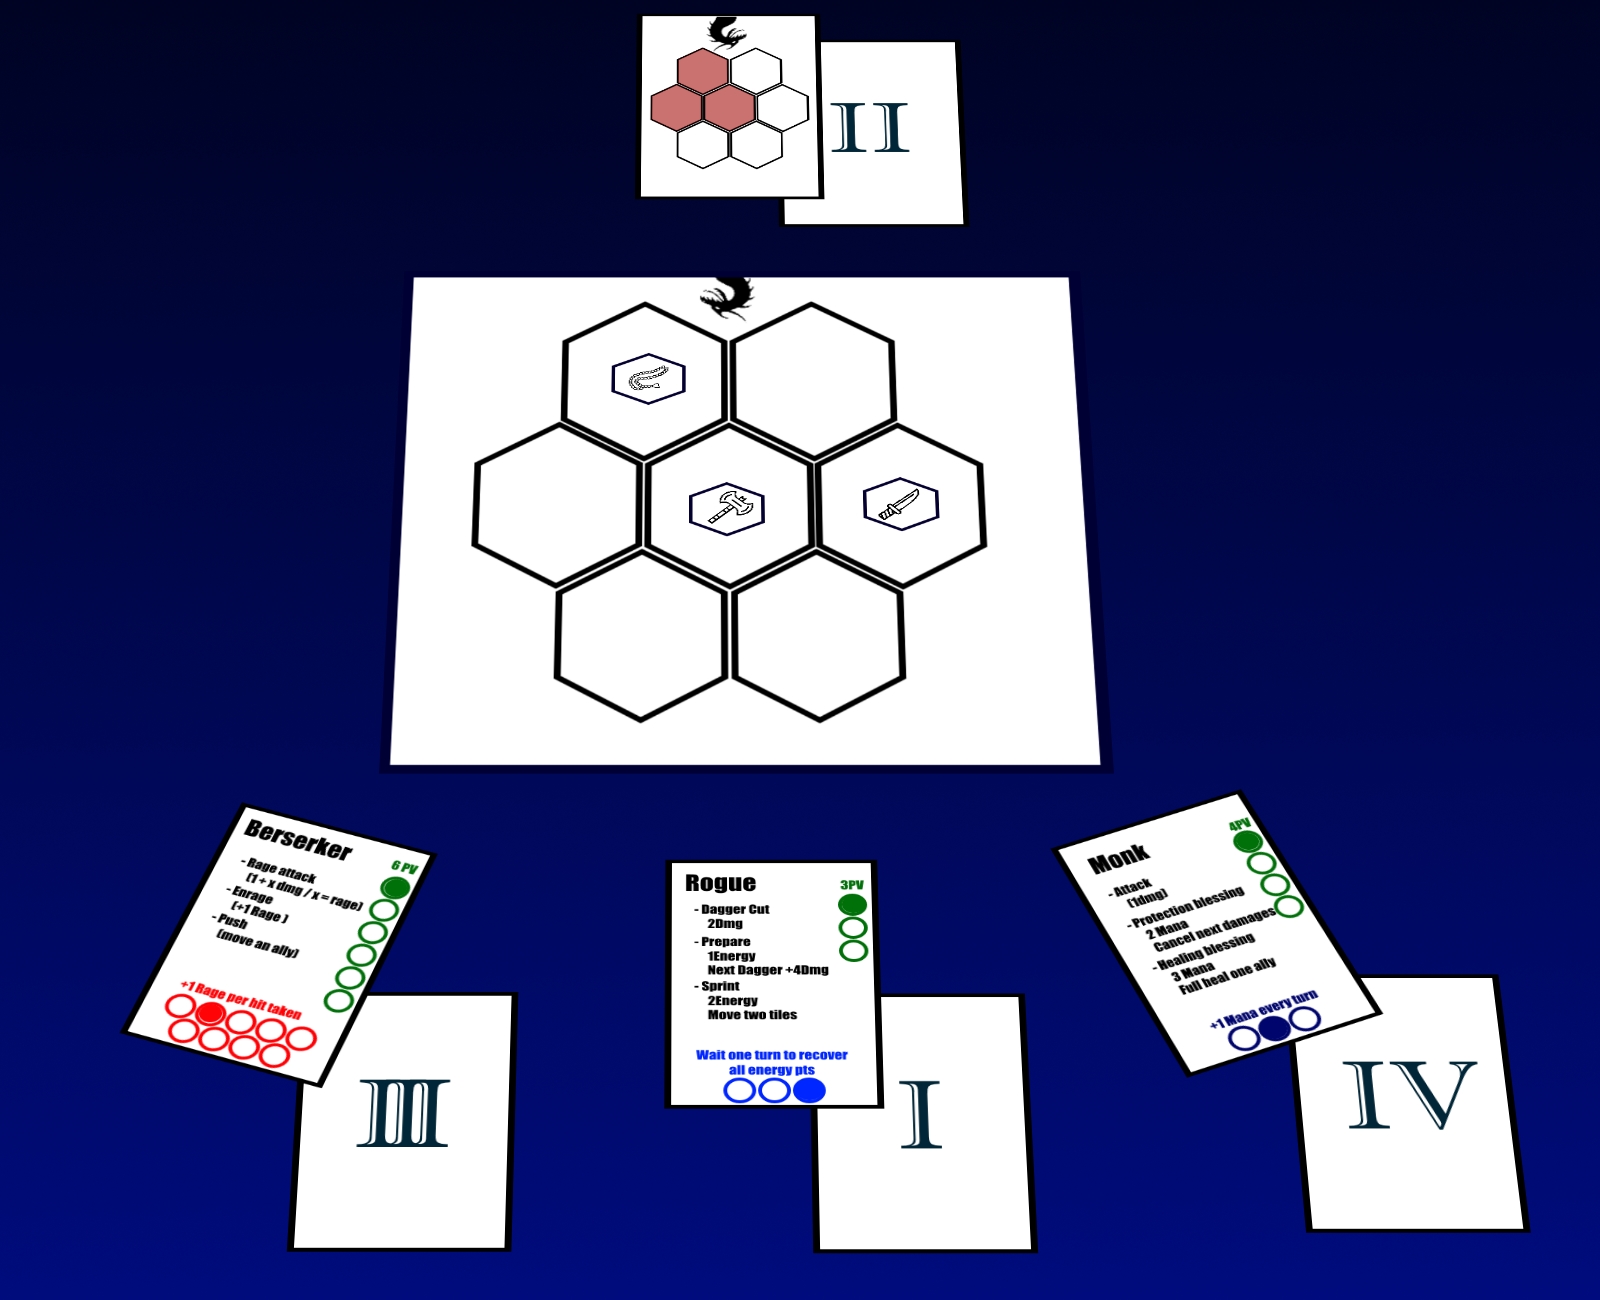 II
Berserker
6 PV
- Rage attack
(1 + x dmg / x = rage)
- Enrage
(+1 Rage )
- Push
(move an ally)
+1 Rage per hit taken
III
Rogue
3PV
- Dagger Cut
2Dmg
- Prepare
1Energy
Next Dagger +4Dmg
- Sprint
2Energy
Move two tiles
Wait one turn to recover
all energy pts
I
Monk
4PV
- Attack
(1dmg)
- Protection blessing
2 Mana
Cancel next damages
- Healing blessing
3 Mana
Full heal one ally
+1 Mana every turn
IV